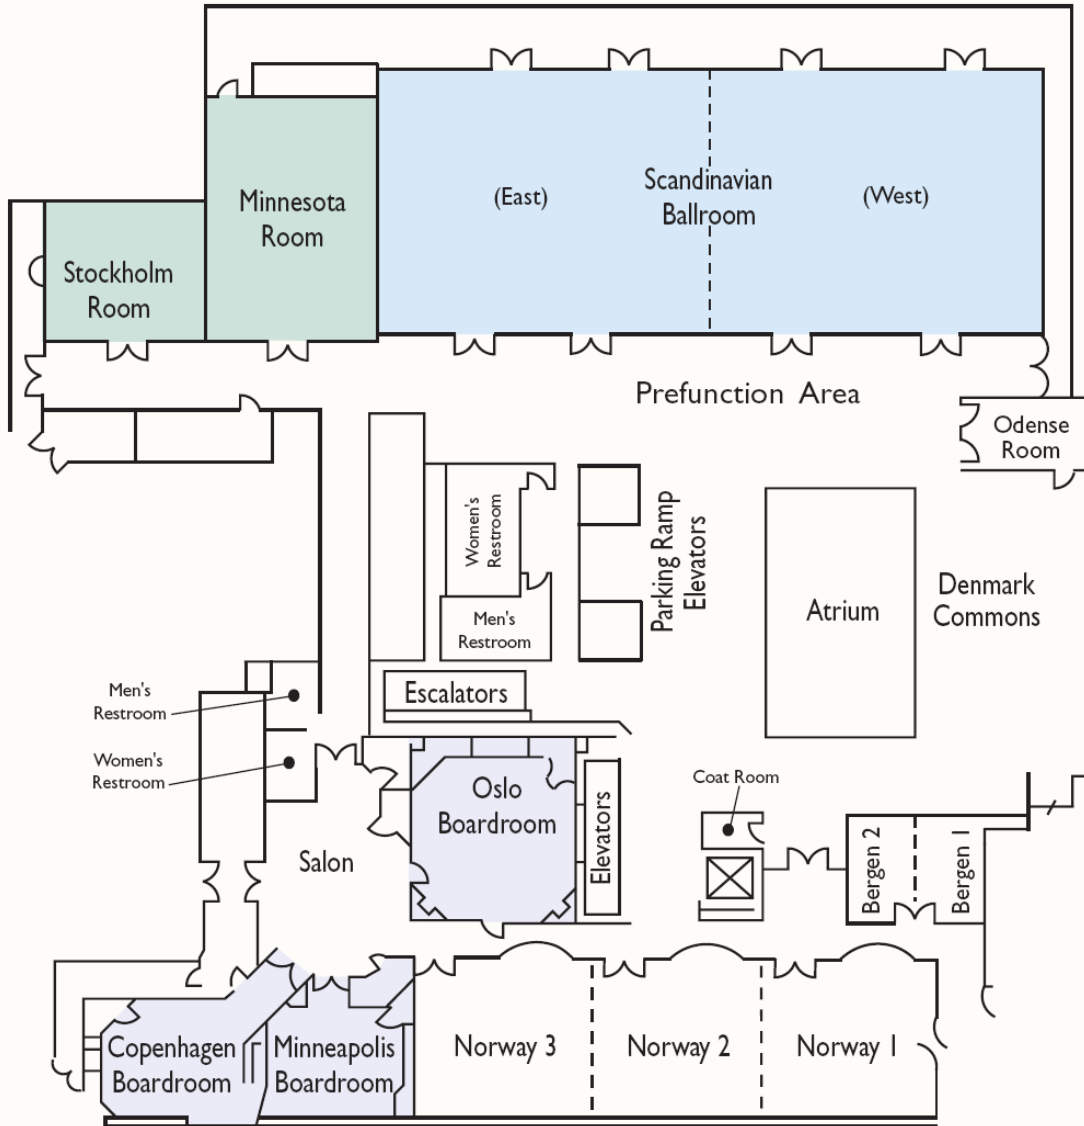 Minnesota
Room
(East)
Scandinavian
Ballroom
(West)
Stockholm
Room
Prefunction Area
Odense
Room
Women's
Restroom
Parking Ramp
Elevators
Men's
Restroom
Atrium
Denmark
Commons
Escalators
Men's
Restroom
Women's
Restroom
Oslo
Boardroom
Elevators
Coat Room
Salon
Bergen 2
Bergen 1
Copenhagen
Boardroom
Minneapolis
Boardroom
Norway 3
Norway 2
Norway 1